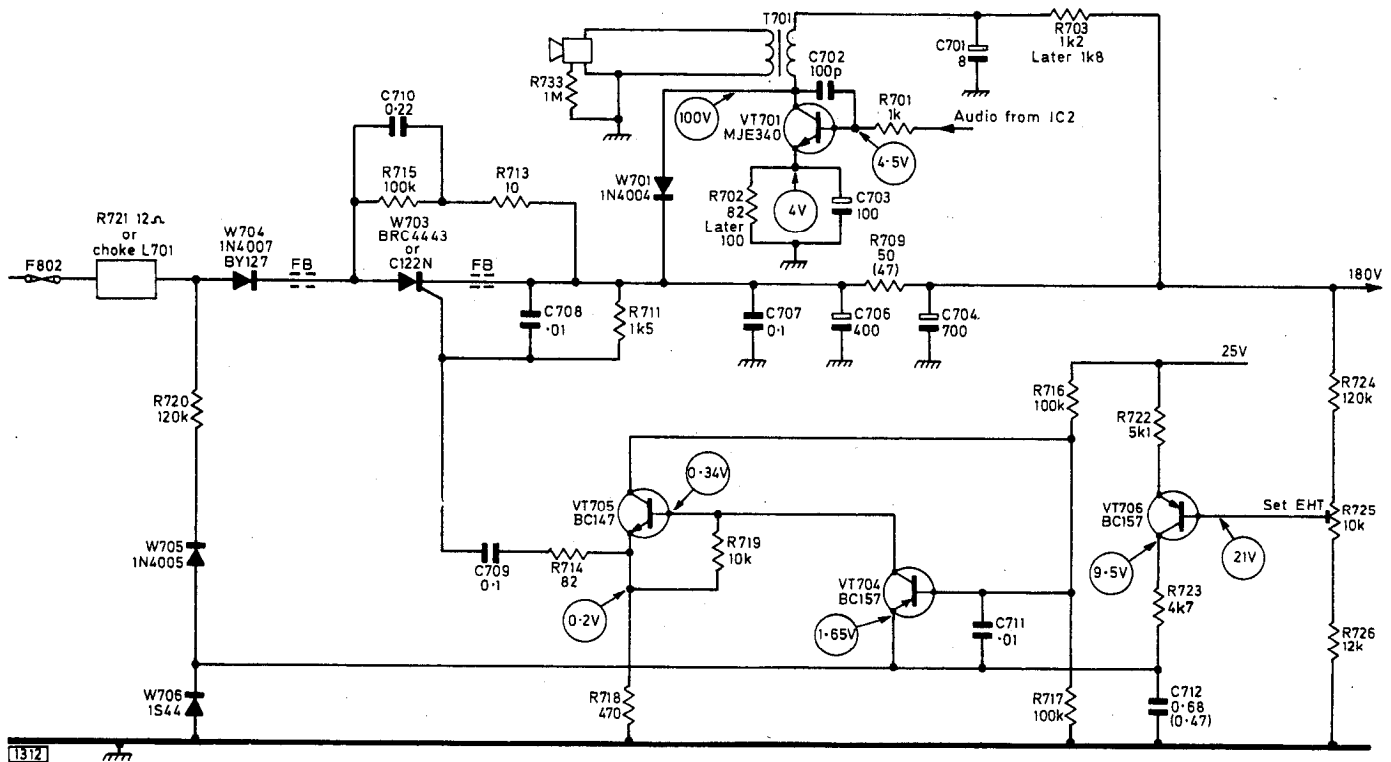 T701
R703
1k2
Later 1k8
C701
8
C702
100p
R733
1M
100V
VT701
MJE340
R701
1k
Audio from IC2
4·5V
C710
0·22
R715
100k
R713
10
W701
1N4004
R702
82
Later
100
4V
C703
100
R721 12Ω
or
choke L701
F802
W704
1N4007
BY127
FB
W703
BRC4443
or
C122N
FB
R709
50
(47)
180V
C708
·01
R711
1k5
C707
0·1
C706
400
C704
700
25V
R720
120k
R716
100k
R722
5k1
R724
120k
0·34V
VT705
BC147
VT706
BC157
Set EHT
R725
10k
R719
10k
W705
1N4005
C709
0·1
R714
82
9·5V
21V
VT704
BC157
R723
4k7
0·2V
1·65V
C711
·01
R726
12k
W706
1S44
R718
470
R717
100k
C712
0·68
(0·47)
1312